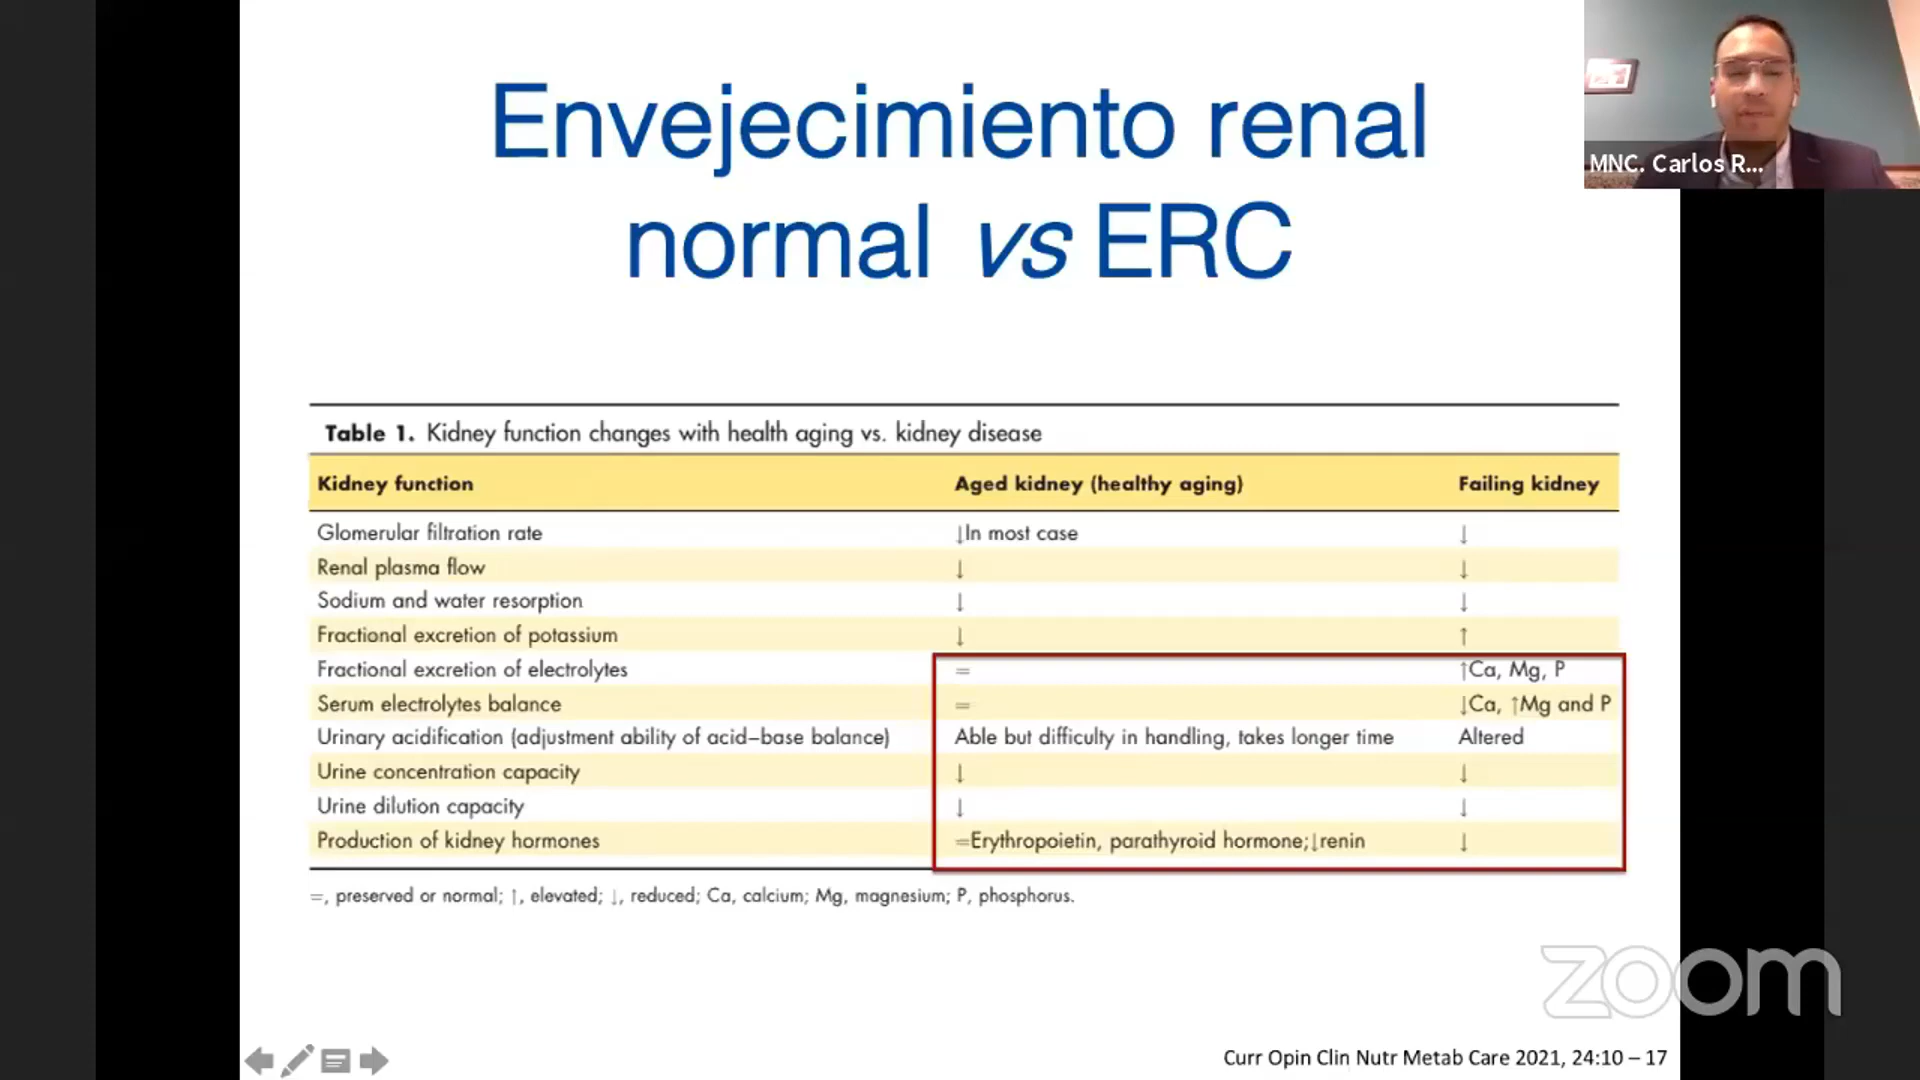 Envejecimiento renal
normal vs ERC
MNC. Carlos R...
Table 1. Kidney function changes with health aging vs. kidney disease
Kidney function Aged kidney (healthy aging) Failing kidney
Glomerular filtration rate ↓In most case ↓
Renal plasma flow ↓ ↓
Sodium and water resorption ↓ ↓
Fractional excretion of potassium ↓ ↑
Fractional excretion of electrolytes = ↑Ca, Mg, P
Serum electrolytes balance = ↓Ca, ↑Mg and P
Urinary acidification (adjustment ability of acid–base balance) Able but difficulty in handling, takes longer time Altered
Urine concentration capacity ↓ ↓
Urine dilution capacity ↓ ↓
Production of kidney hormones =Erythropoietin, parathyroid hormone;↓renin ↓
=, preserved or normal; ↑, elevated; ↓, reduced; Ca, calcium; Mg, magnesium; P, phosphorus.
zoom
Curr Opin Clin Nutr Metab Care 2021, 24:10 – 17